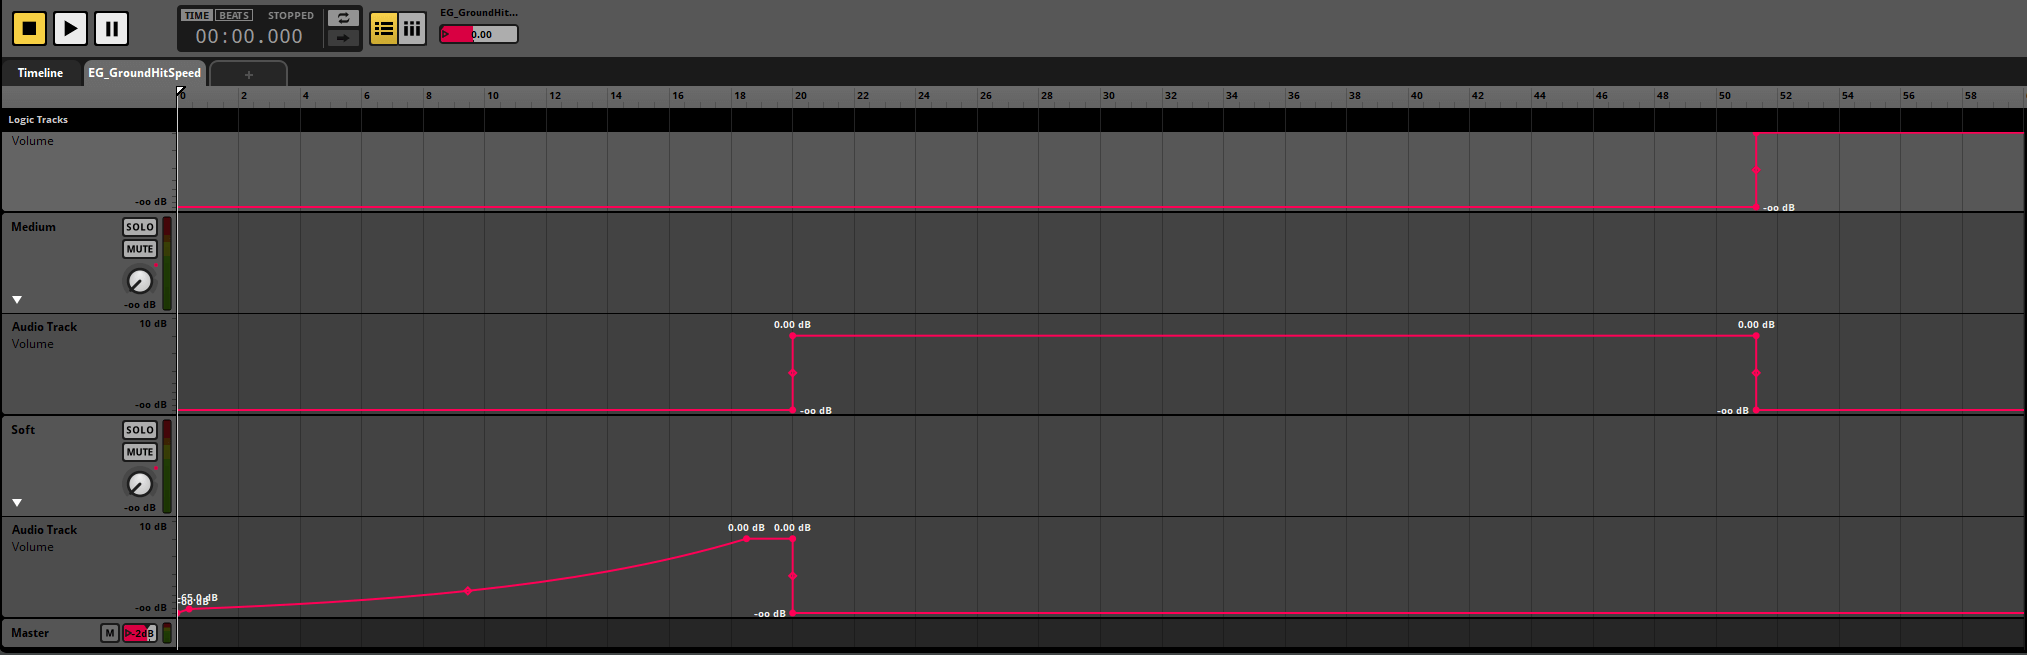 EG_GroundHit...
TIME BEATS STOPPED
00:00.000
0.00
Timeline EG_GroundHitSpeed +
0 2 4 6 8 10 12 14 16 18 20 22 24 26 28 30 32 34 36 38 40 42 44 46 48 50 52 54 56 58
Logic Tracks
Volume
-oo dB
-oo dB
Medium SOLO
MUTE
-oo dB
Audio Track 10 dB
Volume
0.00 dB 0.00 dB
-oo dB
-oo dB -oo dB
Soft SOLO
MUTE
-oo dB
Audio Track 10 dB
Volume
0.00 dB 0.00 dB
-65.0 dB
-oo dB
-oo dB
-oo dB
Master M -2dB